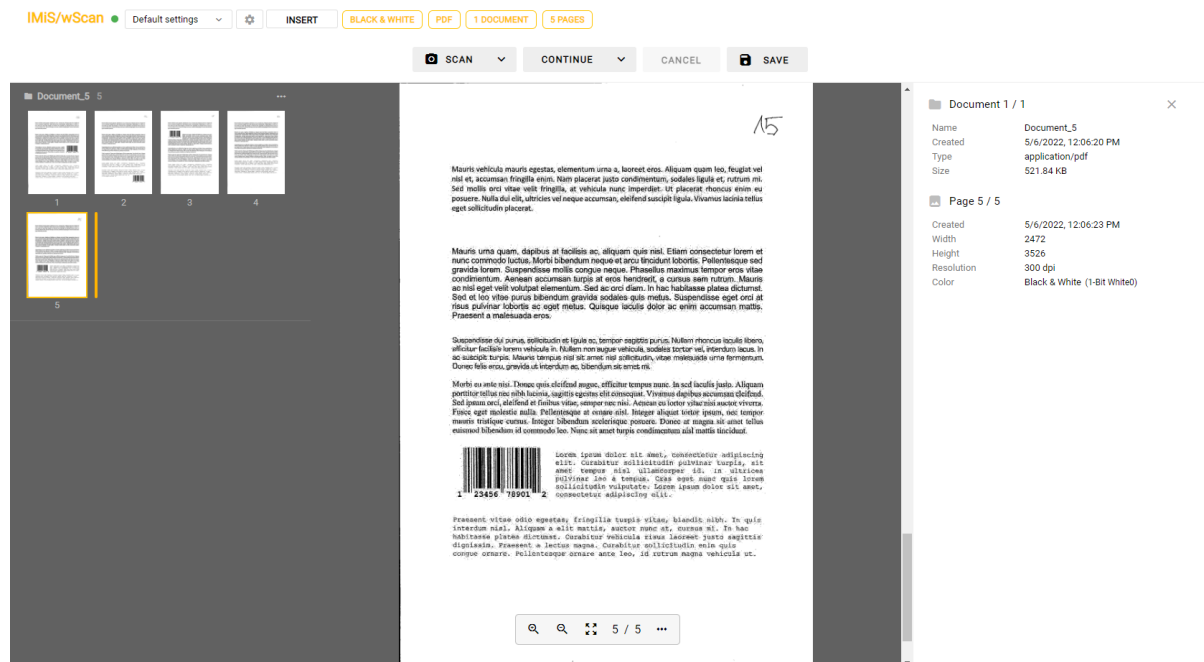 IMiS/wScan
Default settings
INSERT
BLACK & WHITE
PDF
1 DOCUMENT
5 PAGES
SCAN
CONTINUE
CANCEL
SAVE
Document_5 5
1
2
3
4
5
15
Mauris vehicula mauris egestas, elementum urna a, laoreet eros. Aliquam quam leo, feugiat vel
nisl et, accumsan fringilla enim. Nam placerat justo condimentum, sodales ligula et, rutrum mi.
Sed mollis orci vitae velit fringilla, at vehicula nunc imperdiet. Ut placerat rhoncus enim eu
posuere. Nulla dui elit, ultricies vel neque accumsan, eleifend suscipit ligula. Vivamus lacinia tellus
eget sollicitudin placerat.
Mauris urna quam, dapibus at facilisis ac, aliquam quis nisl. Etiam consectetur lorem et
nunc commodo luctus. Morbi bibendum neque et arcu tincidunt lobortis. Pellentesque sed
gravida lorem. Suspendisse mollis congue neque. Phasellus maximus tempor eros vitae
condimentum. Aenean accumsan turpis at eros hendrerit, a cursus sem rutrum. Mauris
ac nisl eget velit volutpat elementum. Sed ac orci diam. In hac habitasse platea dictumst.
Sed et leo vitae purus bibendum gravida sodales quis metus. Suspendisse eget orci at
risus pulvinar lobortis ac eget metus. Quisque iaculis dolor ac enim accumsan mattis.
Praesent a malesuada eros.
Suspendisse dui purus, sollicitudin et ligula ac, tempor sagittis purus. Nullam rhoncus iaculis libero,
efficitur facilisis lorem vehicula in. Nullam non augue vehicula, sodales tortor vel, interdum lacus. In
ac suscipit turpis. Mauris tempus nisl sit amet nisl sollicitudin, vitae malesuada urna fermentum.
Donec felis arcu, gravida ut interdum ac, bibendum sit amet mi.
Morbi eu ante nisi. Donec quis eleifend augue, efficitur tempus nunc. In sed iaculis justo. Aliquam
porttitor tellus nec nibh lacinia, sagittis egestas elit consequat. Vivamus dapibus accumsan eleifend.
Sed ipsum orci, eleifend et finibus vitae, semper nec nisi. Aenean eu tortor vitae nisi auctor viverra.
Fusce eget molestie nulla. Pellentesque at ornare nisl. Integer aliquet tortor ipsum, nec tempor
mauris tristique cursus. Integer bibendum scelerisque posuere. Donec at magna sit amet tellus
euismod bibendum id commodo leo. Nunc sit amet turpis condimentum nisl mattis tincidunt.
1 23456 78901 2
Lorem ipsum dolor sit amet, consectetur adipiscing
elit. Curabitur sollicitudin pulvinar turpis, sit
amet tempus nisl ullamcorper id. In ultrices
pulvinar leo a tempus. Cras eget nunc quis lorem
sollicitudin vulputate. Lorem ipsum dolor sit amet,
consectetur adipiscing elit.
Praesent vitae odio egestas, fringilla turpis vitae, blandit nibh. In quis
interdum nisl. Aliquam a elit mattis, auctor nunc et, cursus mi. In hac
habitasse platea dictumst. Curabitur vehicula risus laoreet justo sagittis
dignissim. Praesent a lectus magna. Curabitur sollicitudin enim quis
congue ornare. Pellentesque ornare ante leo, id rutrum magna vehicula ut.
5 / 5
Document 1 / 1
Name Document_5
Created 5/6/2022, 12:06:20 PM
Type application/pdf
Size 521.84 KB
Page 5 / 5
Created 5/6/2022, 12:06:23 PM
Width 2472
Height 3526
Resolution 300 dpi
Color Black & White (1-Bit White0)